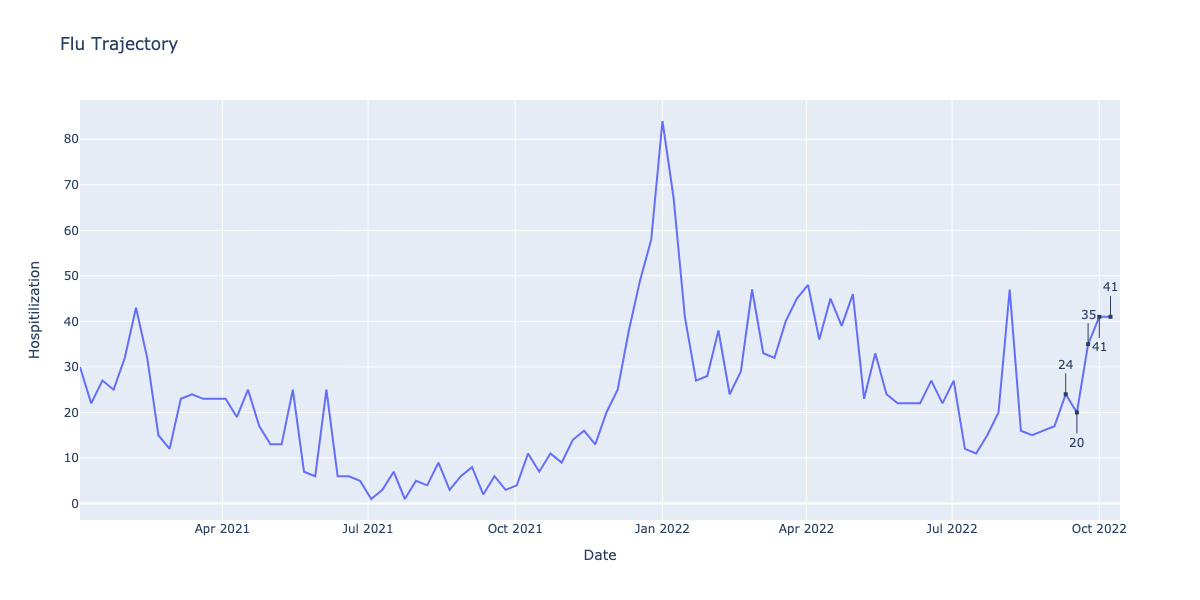 Flu Trajectory
Hospitilization
80
70
60
50
40
30
20
10
0
41
35
41
24
20
Apr 2021
Jul 2021
Oct 2021
Jan 2022
Apr 2022
Jul 2022
Oct 2022
Date